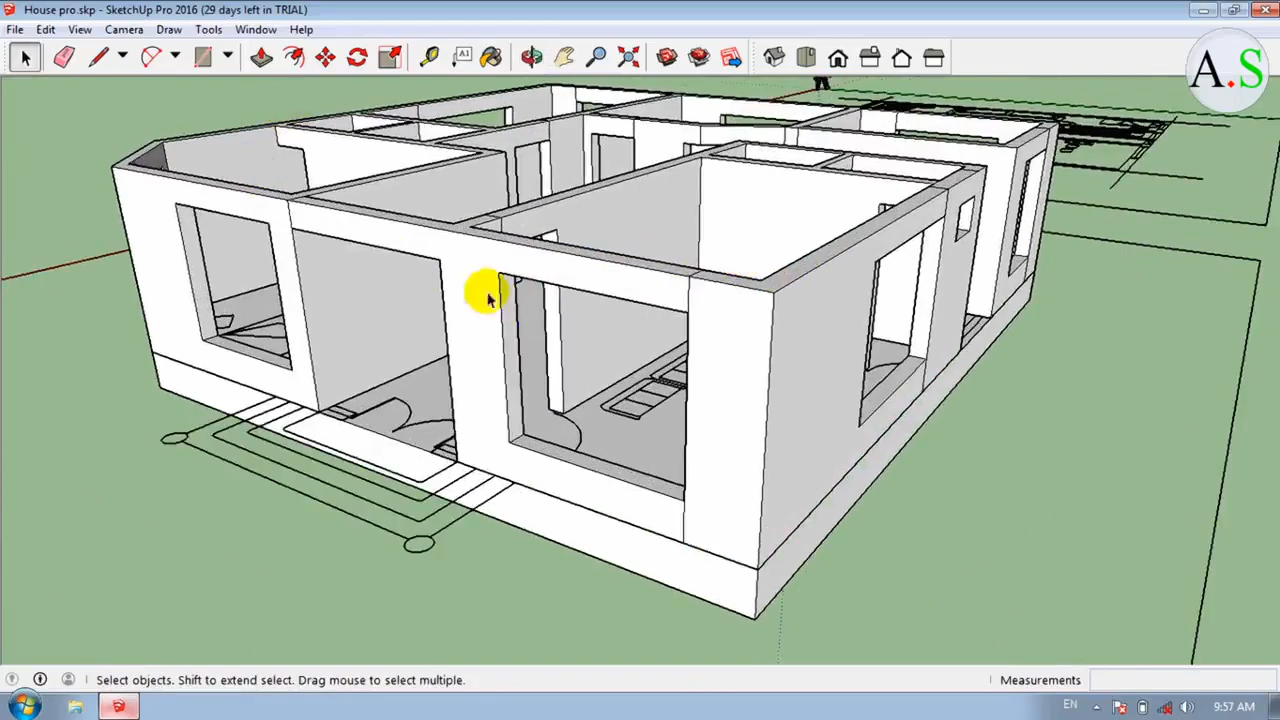 House pro.skp - SketchUp Pro 2016 (29 days left in TRIAL)
File Edit View Camera Draw Tools Window Help
A1
A.S
Select objects. Shift to extend select. Drag mouse to select multiple.
Measurements
EN
9:57 AM